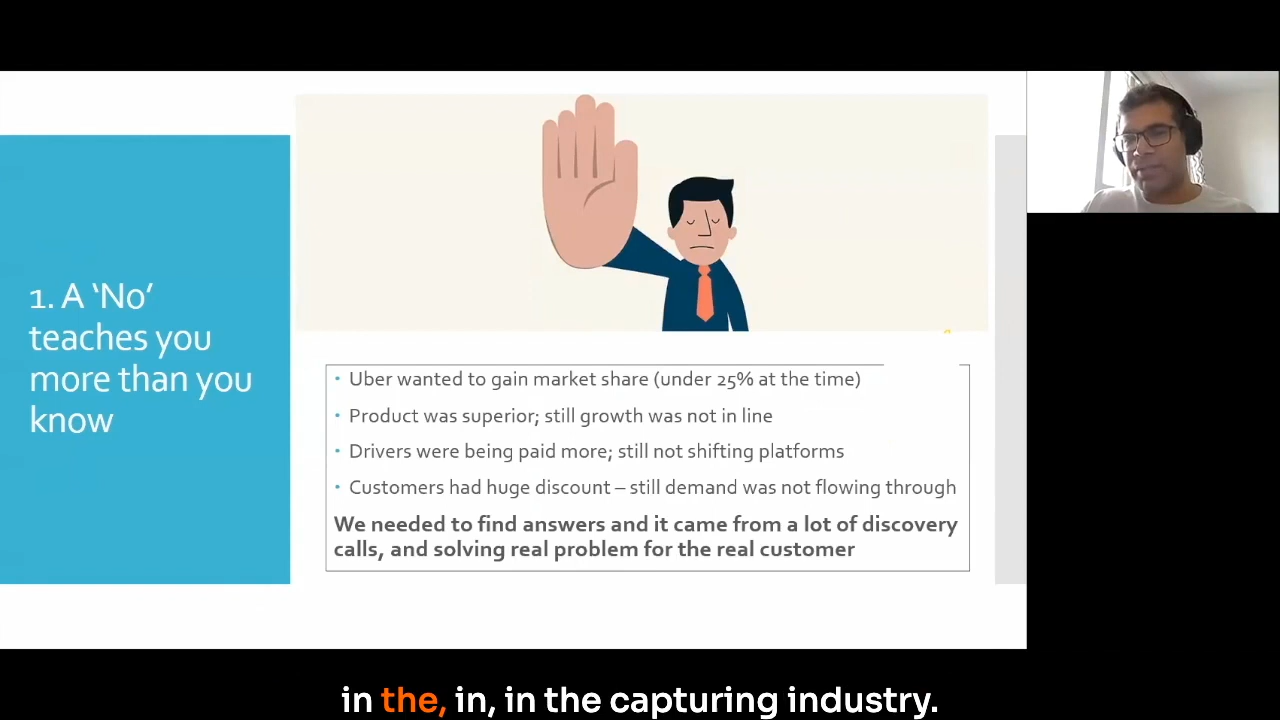 1. A ‘No’
teaches you
more than you
know
• Uber wanted to gain market share (under 25% at the time)
• Product was superior; still growth was not in line
• Drivers were being paid more; still not shifting platforms
• Customers had huge discount – still demand was not flowing through
We needed to find answers and it came from a lot of discovery
calls, and solving real problem for the real customer
in the, in, in the capturing industry.